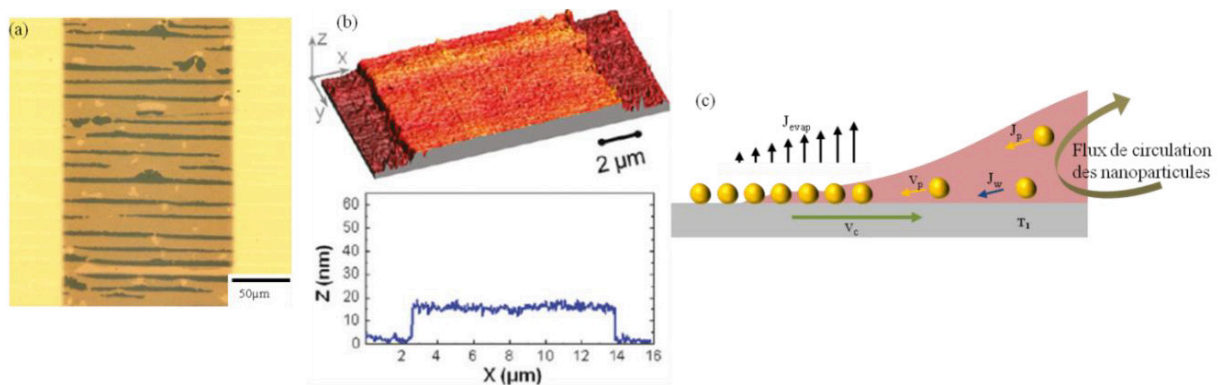 (a)
50µm
(b)
z
x
y
2 µm
Z (nm)
60
50
40
30
20
10
0
2 4 6 8 10 12 14 16
X (µm)
(c)
J_evap
J_p
Flux de circulation
des nanoparticules
V_p
J_w
V_c
T_1